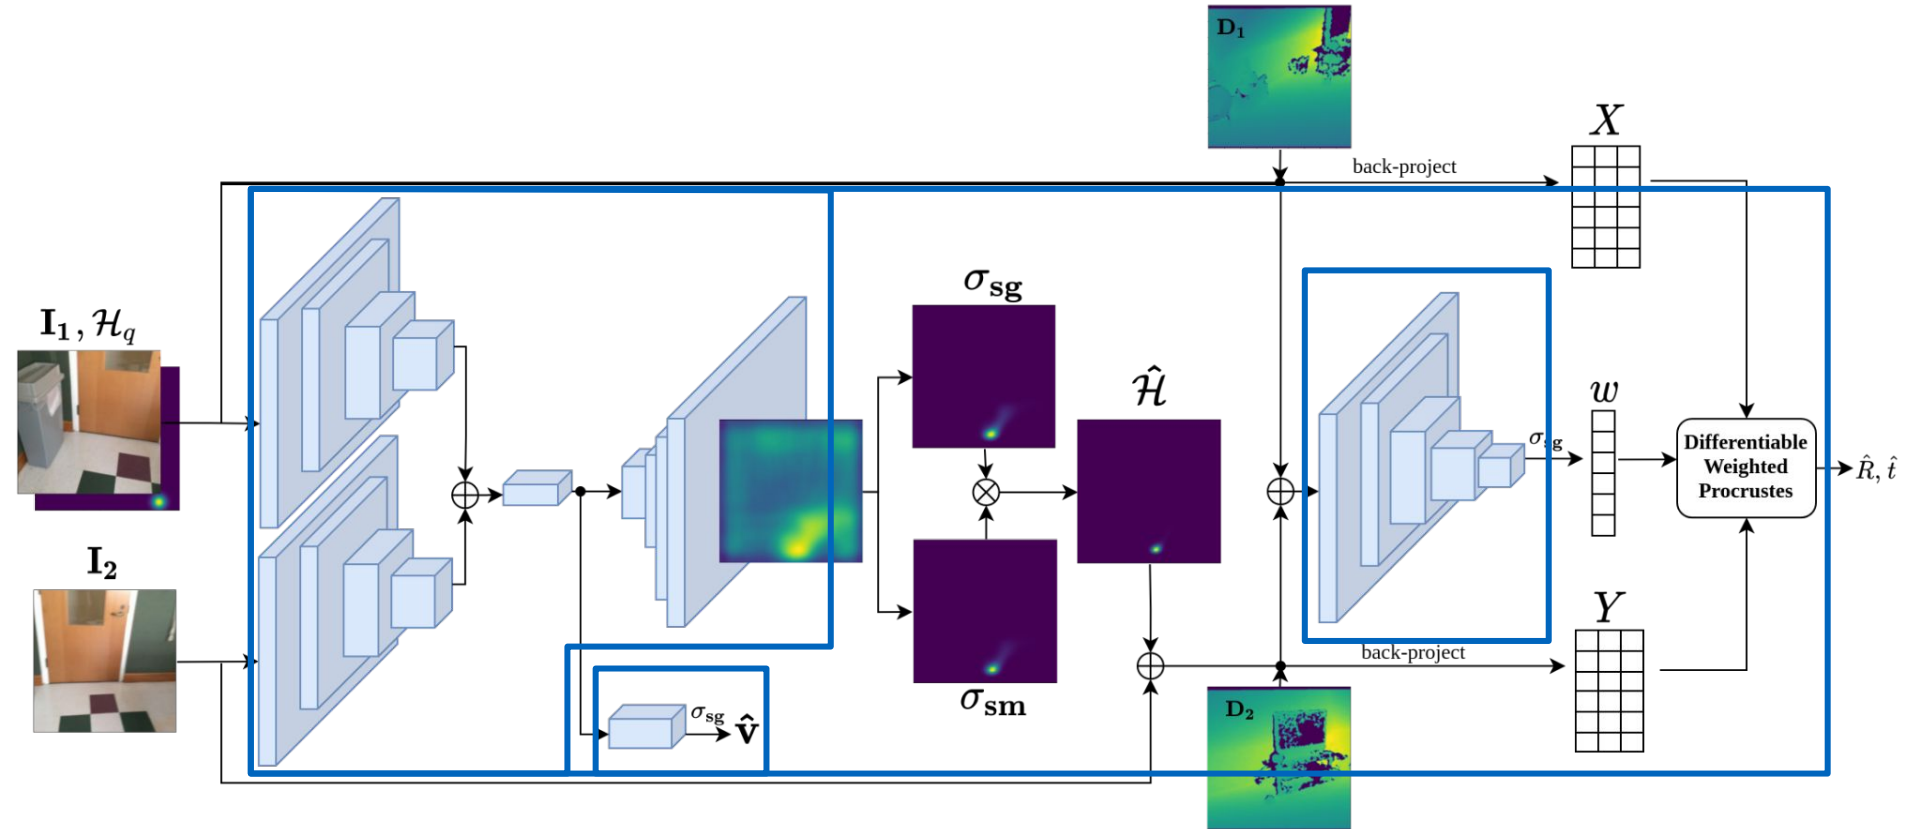 D₁
X
back-project
σ_sg
I₁, ℋ_q
Ĥ
w
σ_sg
Differentiable
Weighted
Procrustes
R̂, t̂
I₂
Y
back-project
σ_sm
σ_sg
v̂
D₂